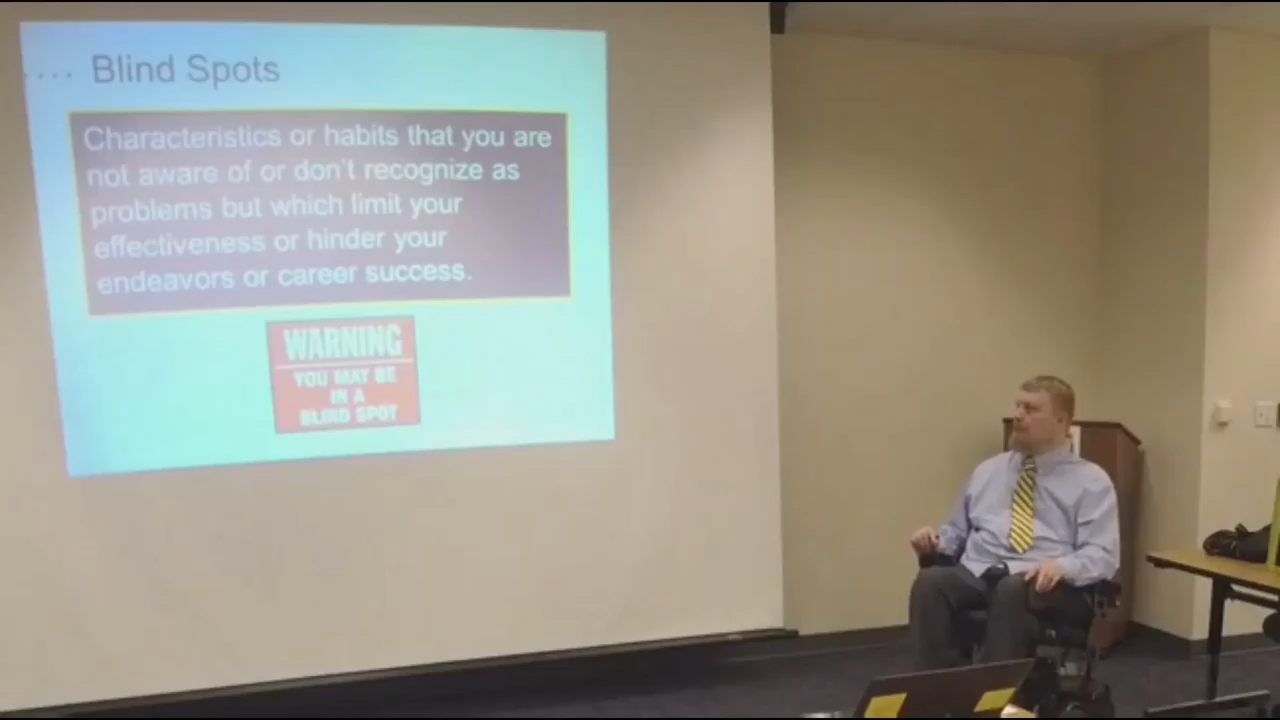 .... Blind Spots
Characteristics or habits that you are
not aware of or don't recognize as
problems but which limit your
effectiveness or hinder your
endeavors or career success.
WARNING
YOU MAY BE
IN A
BLIND SPOT